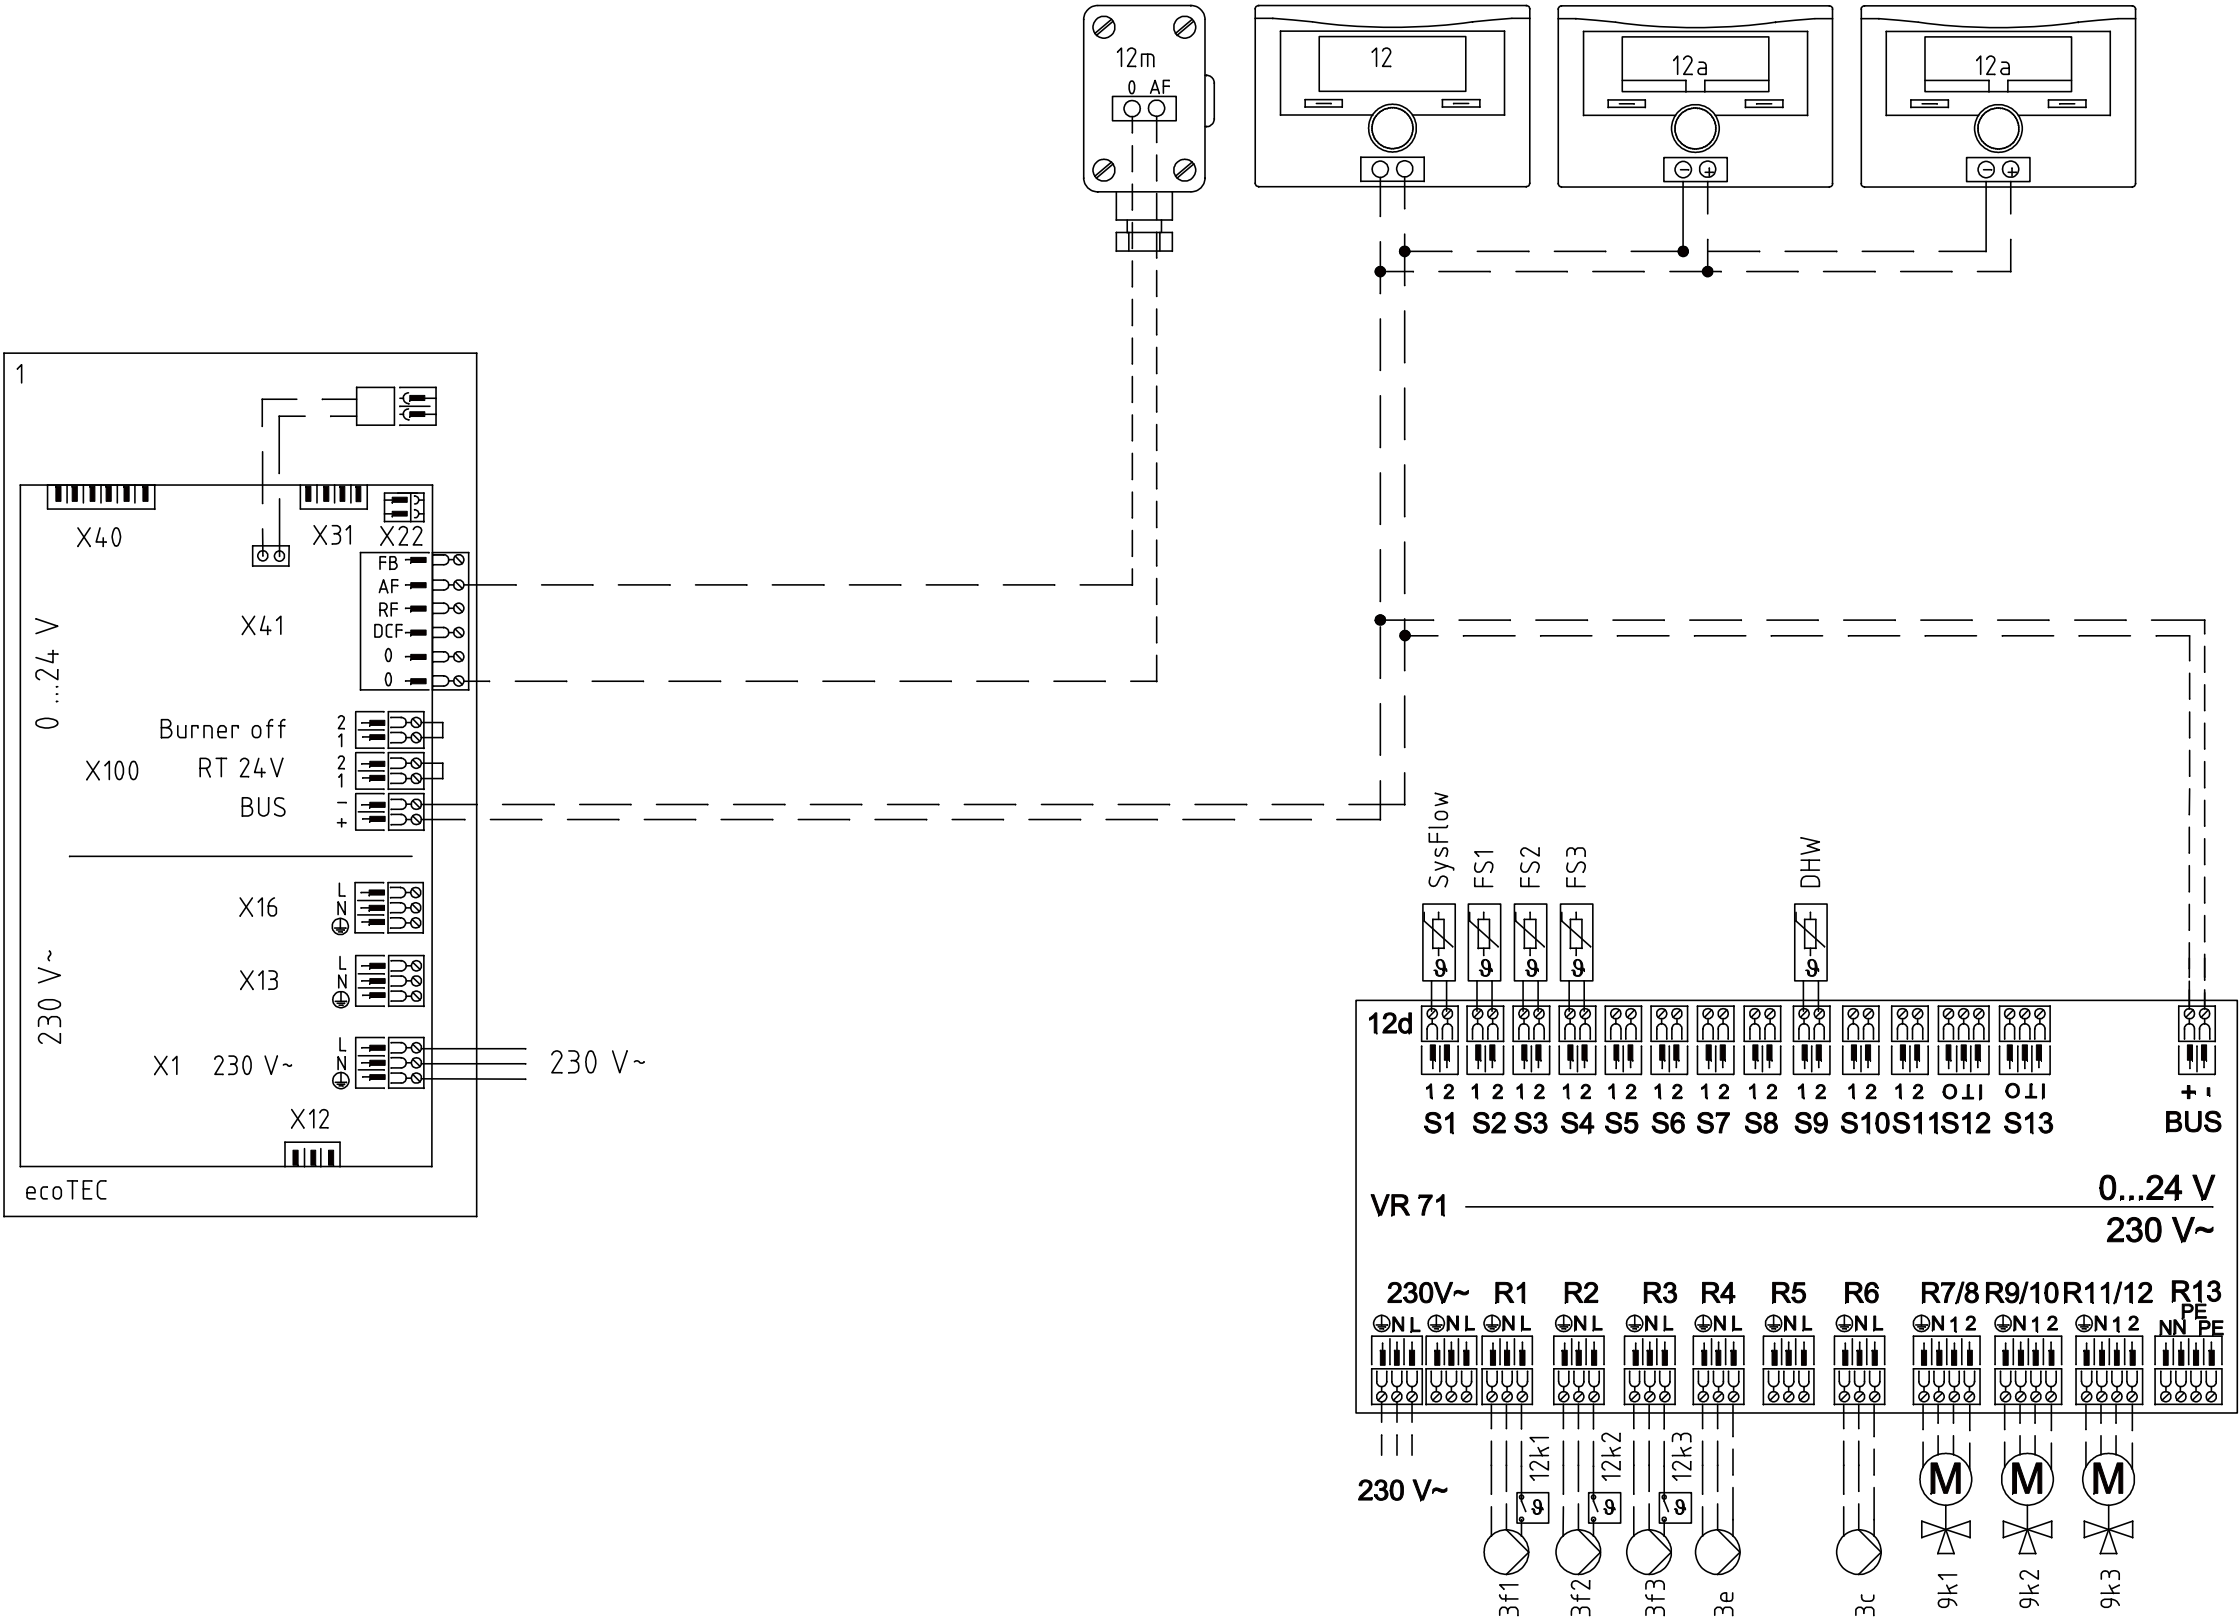 12m
0 AF
12
12a
12a
1
X40
X31
X22
FB
AF
RF
DCF
0
0
X41
0...24 V
Burner off
2
1
X100
RT 24V
2
1
BUS
-
+
X16
L
N
X13
L
N
230 V~
X1 230 V~
L
N
230 V~
X12
ecoTEC
SysFlow
FS1
FS2
FS3
DHW
12d
1 2 1 2 1 2 1 2 1 2 1 2 1 2 1 2 1 2 1 2 1 2 OTI OTI + -
S1 S2 S3 S4 S5 S6 S7 S8 S9 S10 S11 S12 S13 BUS
0...24 V
VR 71
230 V~
230V~ R1 R2 R3 R4 R5 R6 R7/8 R9/10 R11/12 R13
N L N L N L N L N L N L N L N L N 1 2 N 1 2 N 1 2 NN PE PE
12k1
12k2
12k3
230 V~
M M M
3f1
3f2
3f3
3e
3c
9k1
9k2
9k3